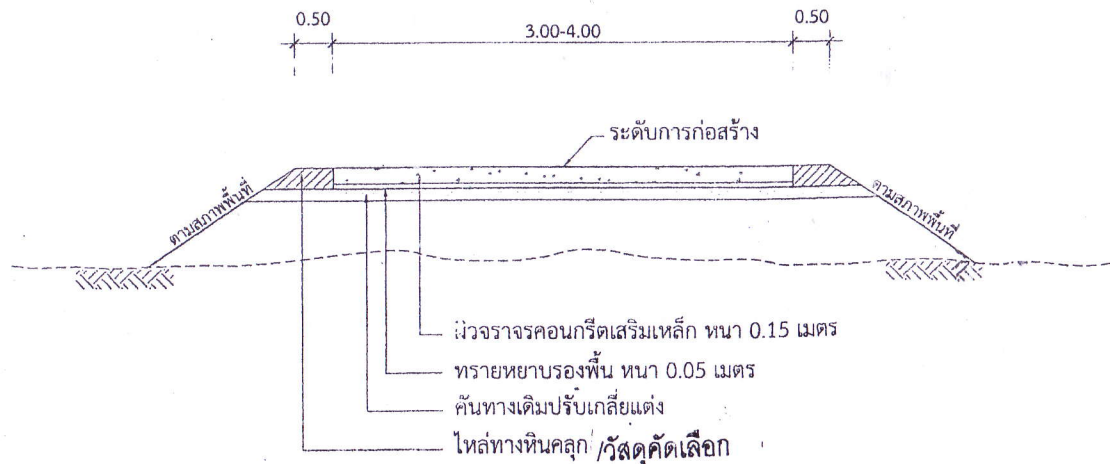 0.50
3.00-4.00
0.50
ระดับการก่อสร้าง
ตามสภาพพื้นที่
ตามสภาพพื้นที่
ผิวจราจรคอนกรีตเสริมเหล็ก หนา 0.15 เมตร
ทรายหยาบรองพื้น หนา 0.05 เมตร
คันทางเดิมปรับเกลี่ยแต่ง
ไหล่ทางหินคลุก /วัสดุคัดเลือก